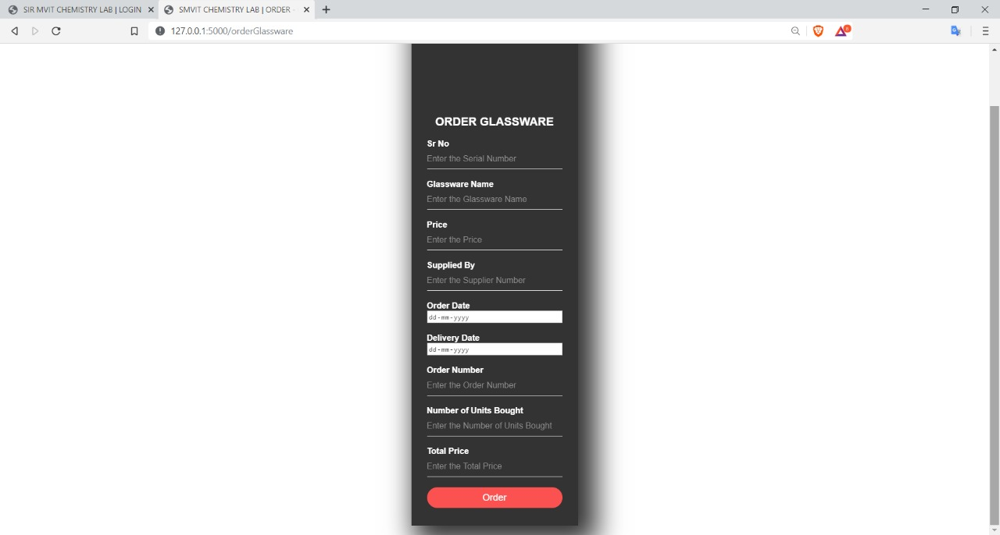 SIR MVIT CHEMISTRY LAB | LOGIN
SMVIT CHEMISTRY LAB | ORDER
127.0.0.1:5000/orderGlassware
ORDER GLASSWARE
Sr No
Enter the Serial Number
Glassware Name
Enter the Glassware Name
Price
Enter the Price
Supplied By
Enter the Supplier Number
Order Date
dd-mm-yyyy
Delivery Date
dd-mm-yyyy
Order Number
Enter the Order Number
Number of Units Bought
Enter the Number of Units Bought
Total Price
Enter the Total Price
Order